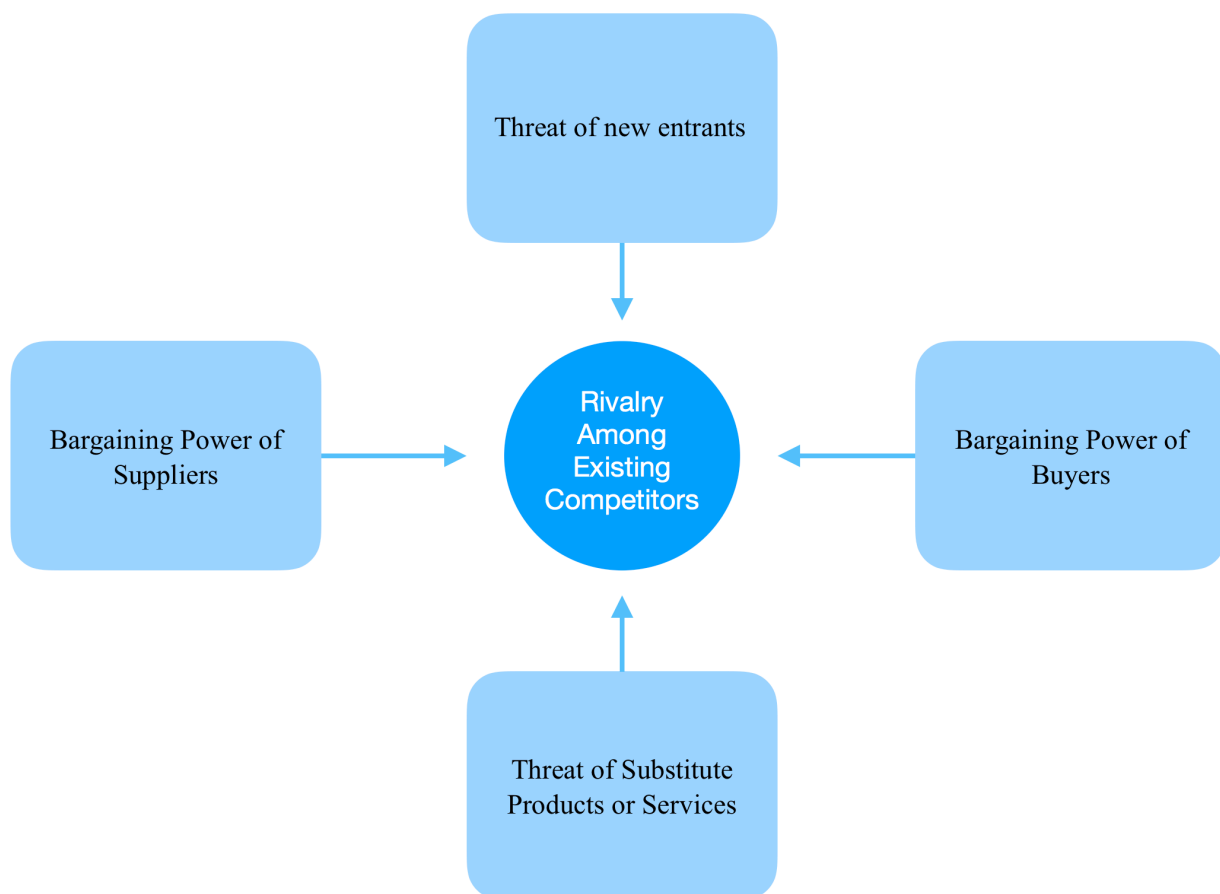 Threat of new entrants
Bargaining Power of
Suppliers
Rivalry
Among
Existing
Competitors
Bargaining Power of
Buyers
Threat of Substitute
Products or Services